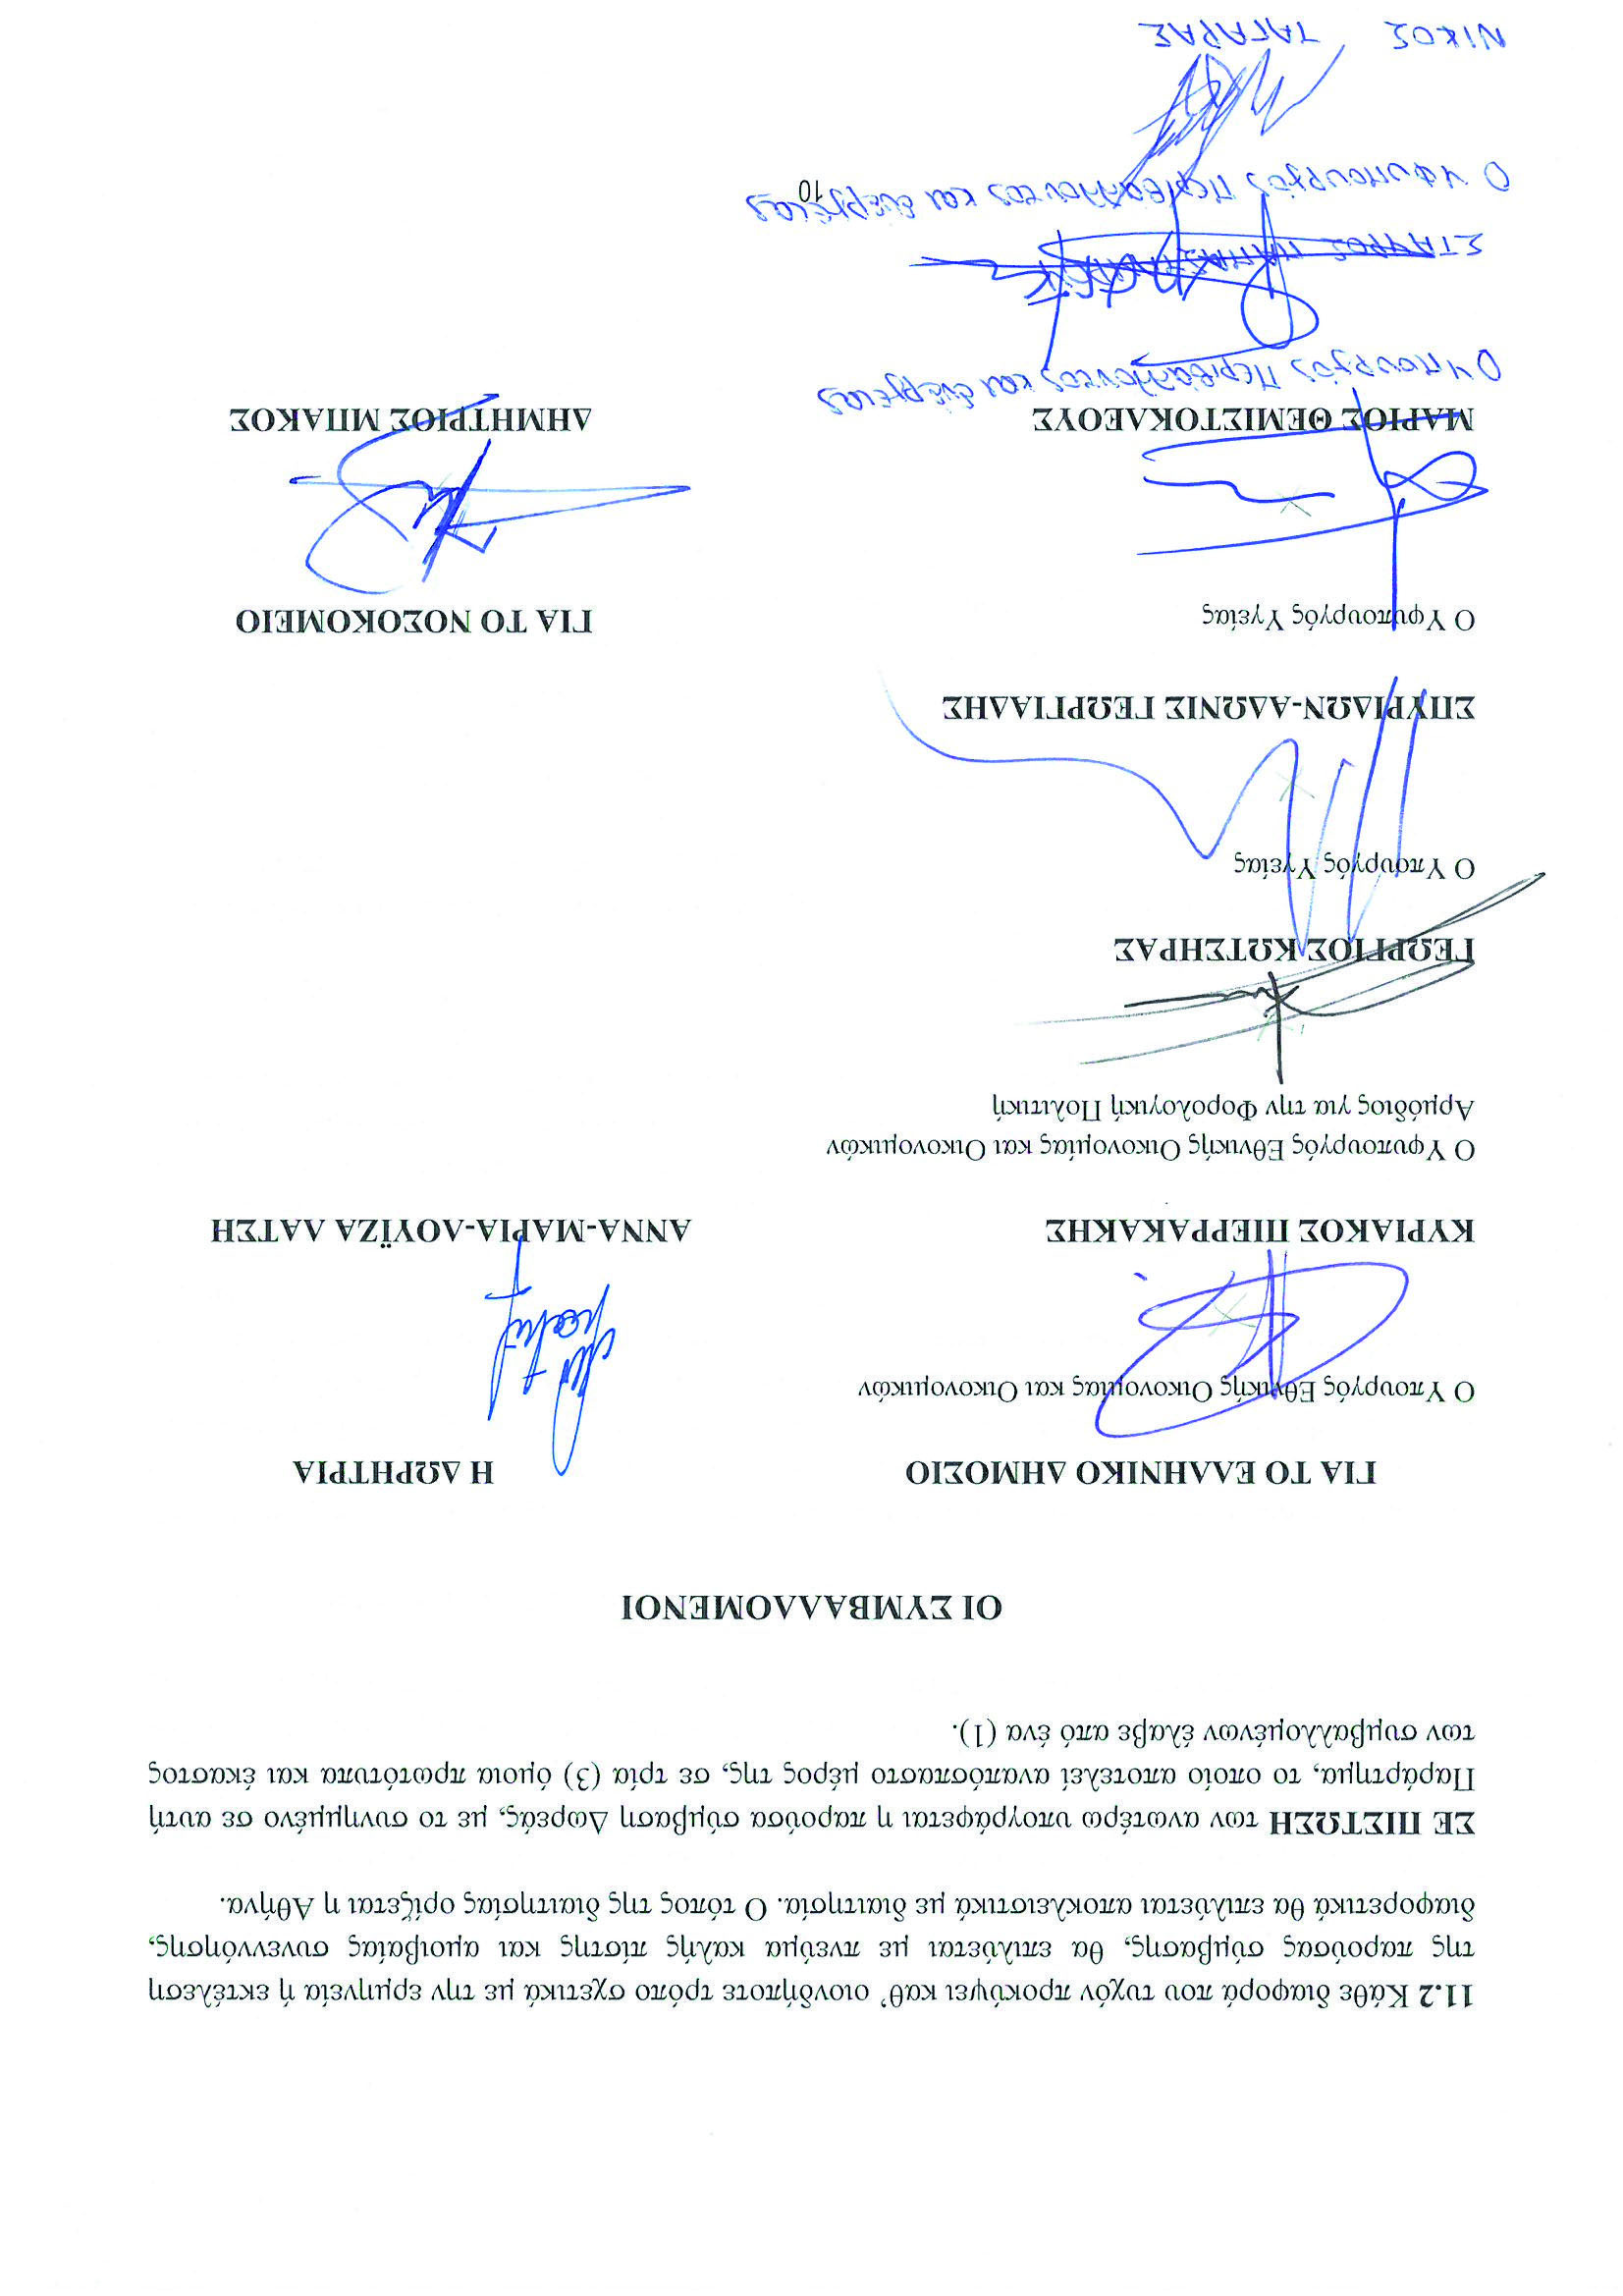 11.2 Κάθε διαφορά που τυχόν προκύψει καθ’ οιονδήποτε τρόπο σχετικά με την ερμηνεία ή εκτέλεση
της παρούσας σύμβασης, θα επιλύεται με πνεύμα καλής πίστης και αμοιβαίας συνεννόησης,
διαφορετικά θα επιλύεται αποκλειστικά με διαιτησία. Ο τόπος της διαιτησίας ορίζεται η Αθήνα.
ΣΕ ΠΙΣΤΩΣΗ των ανωτέρω υπογράφεται η παρούσα σύμβαση Δωρεάς, με το συνημμένο σε αυτή
Παράρτημα, το οποίο αποτελεί αναπόσπαστο μέρος της, σε τρία (3) όμοια πρωτότυπα και έκαστος
των συμβαλλομένων έλαβε από ένα (1).
ΟΙ ΣΥΜΒΑΛΛΟΜΕΝΟΙ
ΓΙΑ ΤΟ ΕΛΛΗΝΙΚΟ ΔΗΜΟΣΙΟ
Η ΔΩΡΗΤΡΙΑ
Ο Υπουργός Εθνικής Οικονομίας και Οικονομικών
ΚΥΡΙΑΚΟΣ ΠΙΕΡΡΑΚΑΚΗΣ
ΑΝΝΑ-ΜΑΡΙΑ-ΛΟΥΪΖΑ ΛΑΤΣΗ
Ο Υφυπουργός Εθνικής Οικονομίας και Οικονομικών
Αρμόδιος για την Φορολογική Πολιτική
ΓΕΩΡΓΙΟΣ ΚΩΤΣΗΡΑΣ
Ο Υπουργός Υγείας
ΣΠΥΡΙΔΩΝ-ΑΔΩΝΙΣ ΓΕΩΡΓΙΑΔΗΣ
Ο Υφυπουργός Υγείας
ΓΙΑ ΤΟ ΝΟΣΟΚΟΜΕΙΟ
ΜΑΡΙΟΣ ΘΕΜΙΣΤΟΚΛΕΟΥΣ
ΔΗΜΗΤΡΙΟΣ ΜΠΑΚΟΣ
Ο Υπουργός Περιβάλλοντος και Ενέργειας
ΣΤΑΥΡΟΣ
Ο Υφυπουργός Περιβάλλοντος και Ενέργειας
10
ΝΙΚΟΣ ΤΑΓΑΡΑΣ